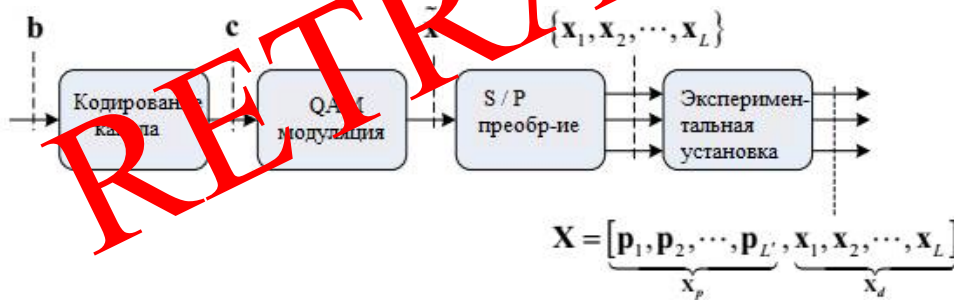 b c x̃ {x₁, x₂, ⋯, x_L}
Кодирование
канала
QAM
модуляция
S / P
преобр-ие
Эксперимен-
тальная
установка
X = [p₁, p₂, ⋯, p_L′, x₁, x₂, ⋯, x_L]
X_p X_d